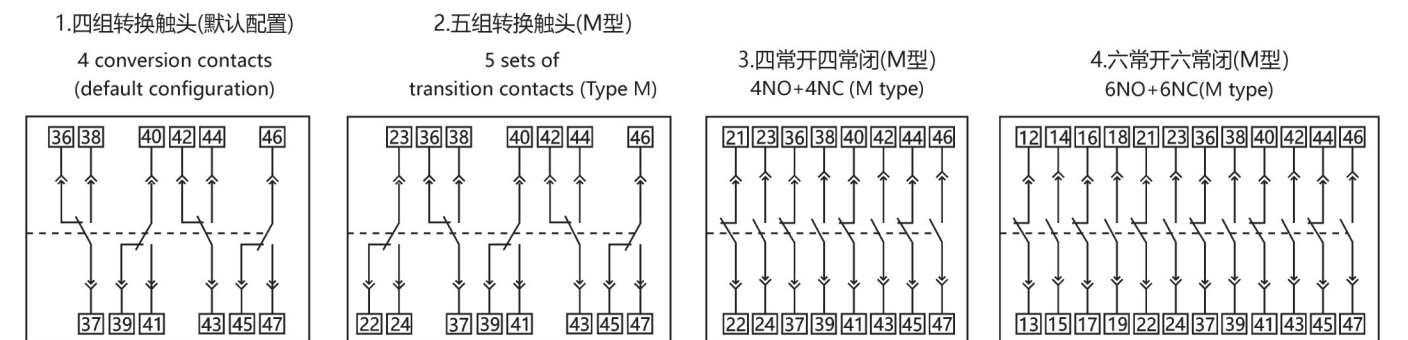 1.四组转换触头(默认配置)
4 conversion contacts
(default configuration)
36 38 40 42 44 46
37 39 41 43 45 47
2.五组转换触头(M型)
5 sets of
transition contacts (Type M)
23 36 38 40 42 44 46
22 24 37 39 41 43 45 47
3.四常开四常闭(M型)
4NO+4NC (M type)
21 23 36 38 40 42 44 46
22 24 37 39 41 43 45 47
4.六常开六常闭(M型)
6NO+6NC(M type)
12 14 16 18 21 23 36 38 40 42 44 46
13 15 17 19 22 24 37 39 41 43 45 47